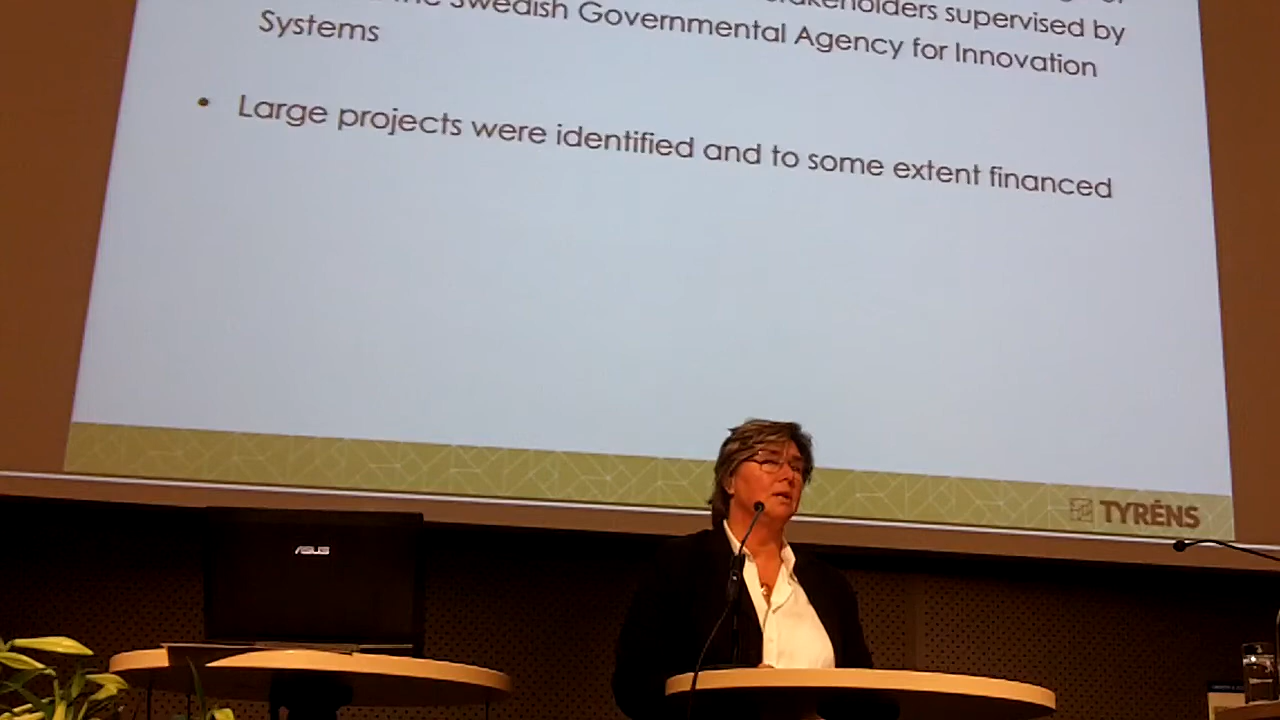 stakeholders supervised by
the Swedish Governmental Agency for Innovation
Systems
• Large projects were identified and to some extent financed
TYRÉNS
ASUS